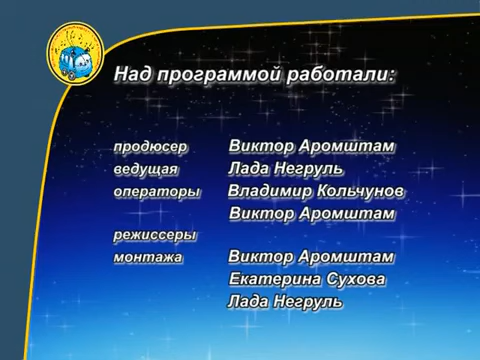 Над программой работали:
продюсер Виктор Аромштам
ведущая Лада Негруль
операторы Владимир Кольчунов
Виктор Аромштам
режиссеры
монтажа Виктор Аромштам
Екатерина Сухова
Лада Негруль